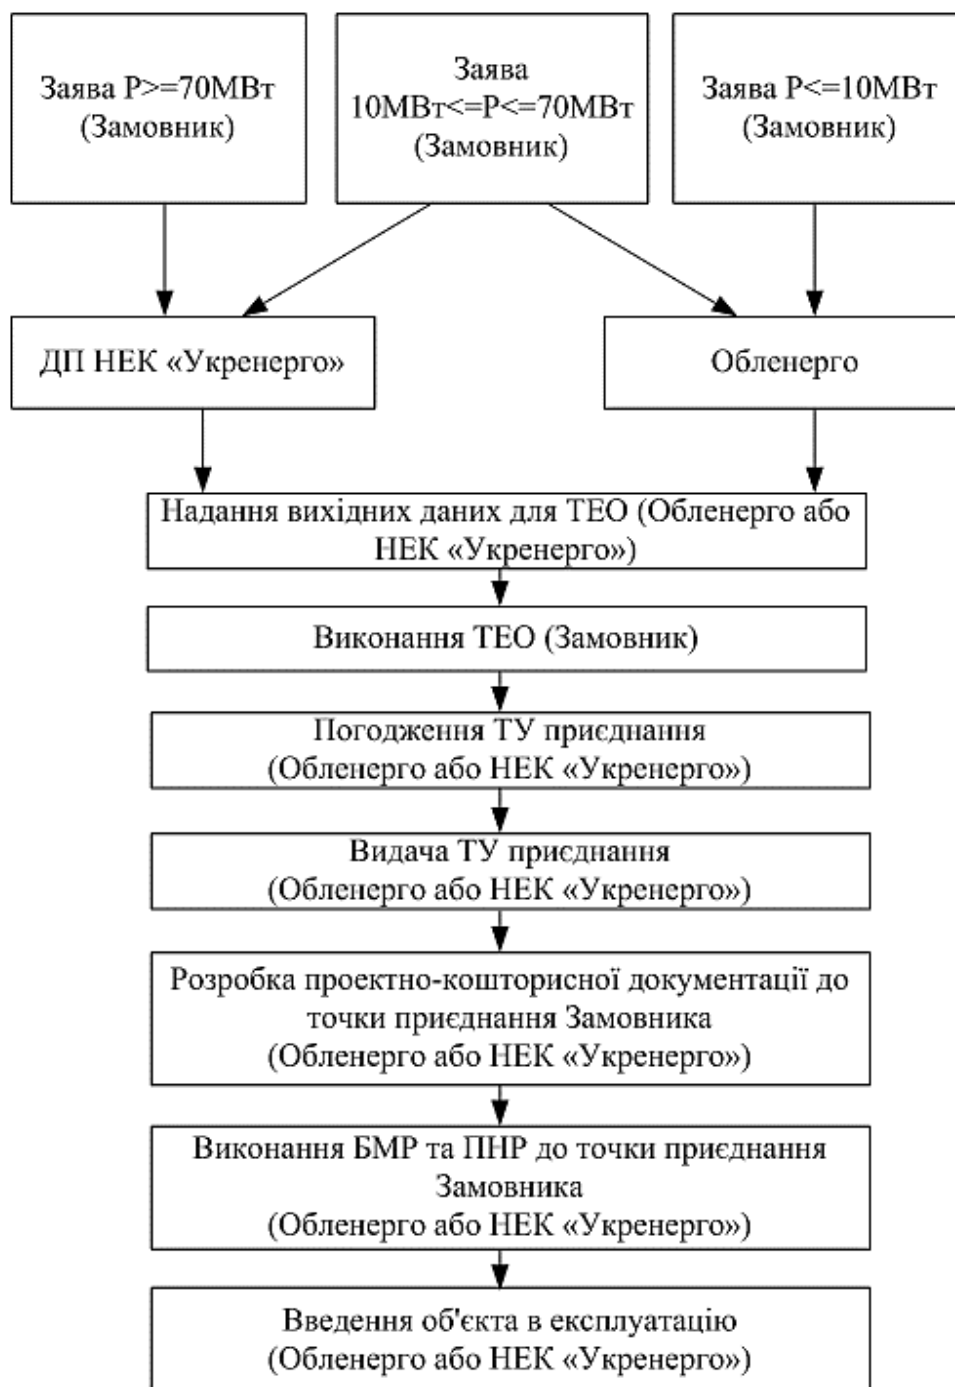 Заява P>=70МВт
(Замовник)
Заява
10МВт<=P<=70МВт
(Замовник)
Заява P<=10МВт
(Замовник)
ДП НЕК «Укренерго»
Обленерго
Надання вихідних даних для ТЕО (Обленерго або
НЕК «Укренерго»)
Виконання ТЕО (Замовник)
Погодження ТУ приєднання
(Обленерго або НЕК «Укренерго»)
Видача ТУ приєднання
(Обленерго або НЕК «Укренерго»)
Розробка проектно-кошторисної документації до
точки приєднання Замовника
(Обленерго або НЕК «Укренерго»)
Виконання БМР та ПНР до точки приєднання
Замовника
(Обленерго або НЕК «Укренерго»)
Введення об'єкта в експлуатацію
(Обленерго або НЕК «Укренерго»)